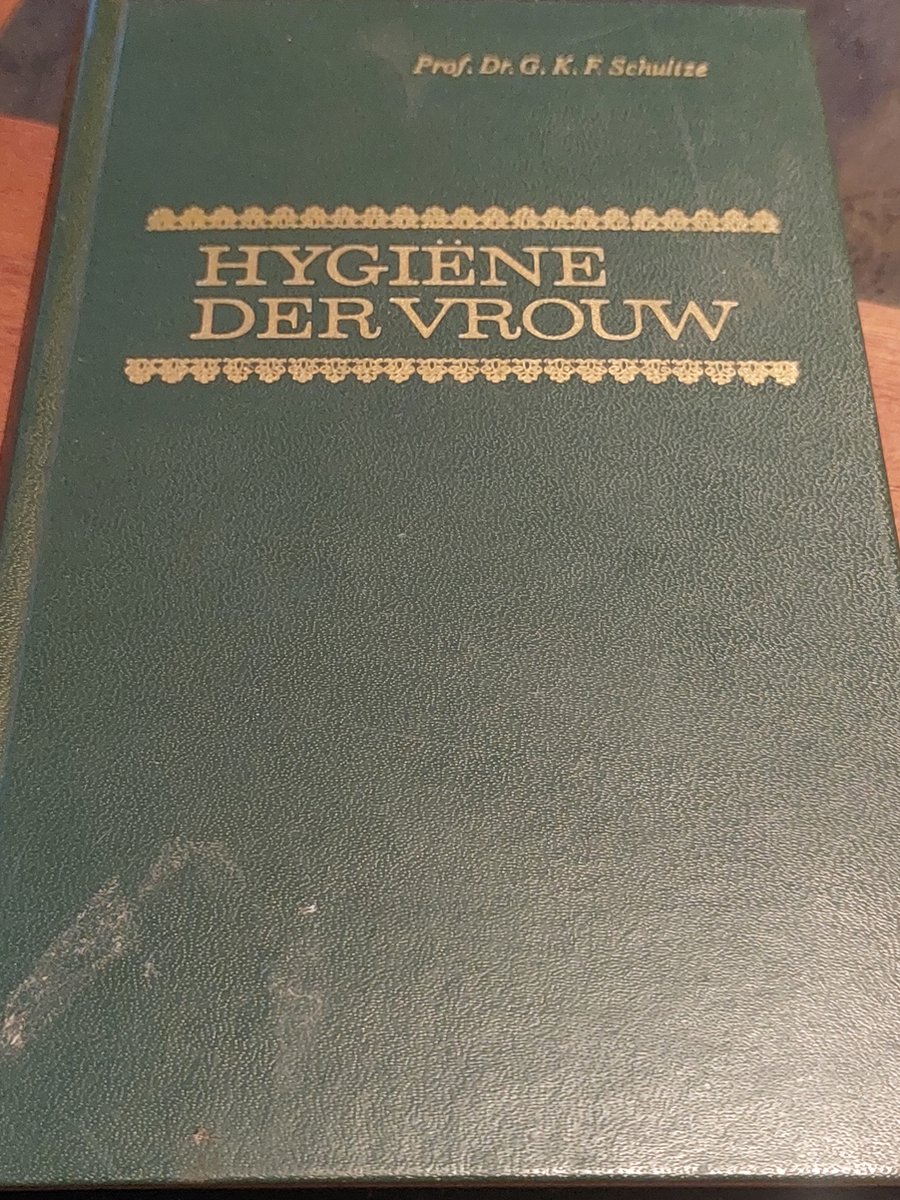 Prof. Dr. G. K. F. Schultze
HYGIËNE
DER VROUW